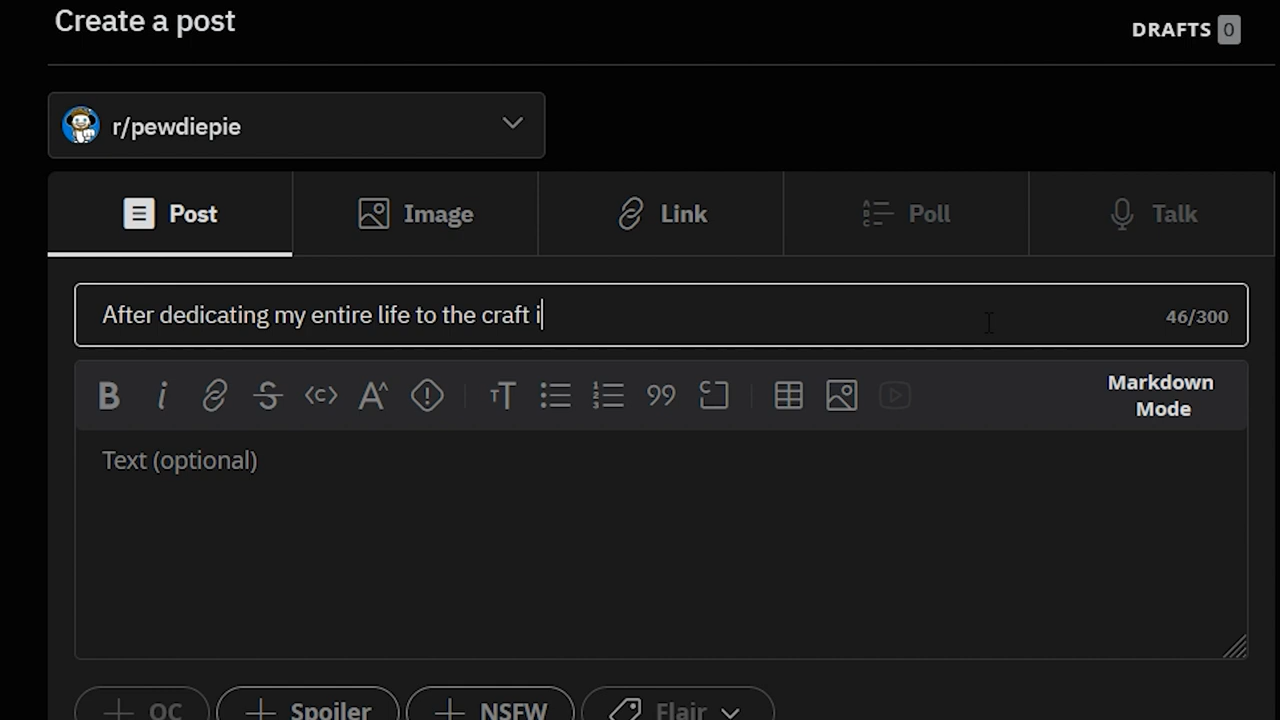 Create a post
DRAFTS 0
r/pewdiepie
Post Image Link Poll Talk
After dedicating my entire life to the craft i
46/300
Markdown
Mode
Text (optional)
OC Spoiler NSFW Flair